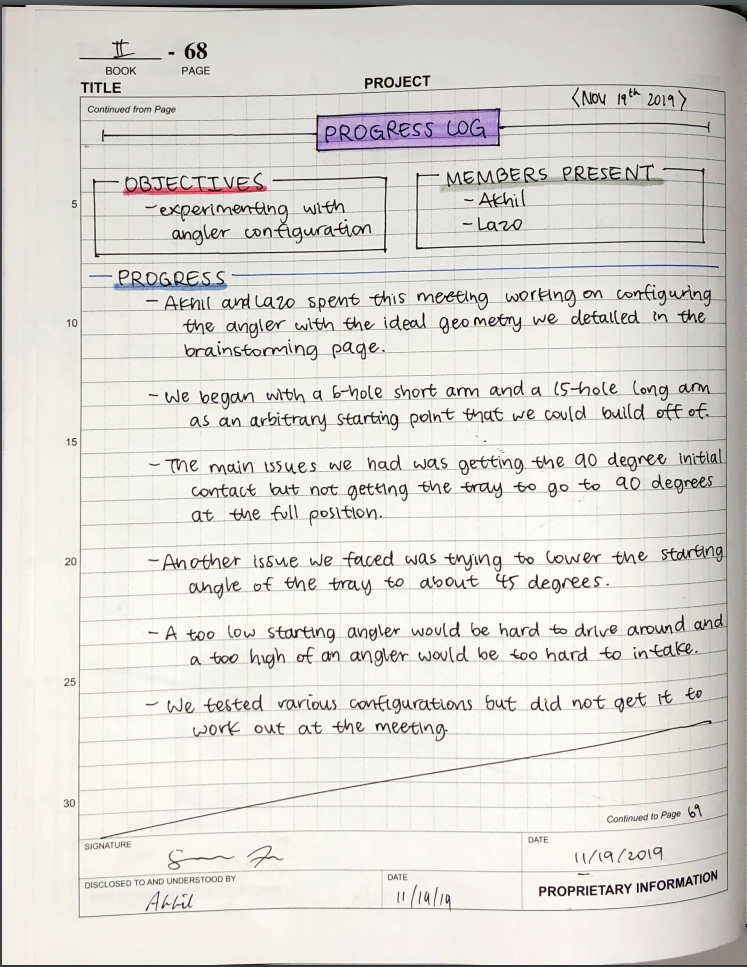 II - 68
BOOK PAGE
TITLE PROJECT
Continued from Page
<Nov 19th 2019>
PROGRESS LOG
OBJECTIVES
- experimenting with
angler configuration
MEMBERS PRESENT
- Akhil
- Lazo
5
PROGRESS
- Akhil and Lazo spent this meeting working on configuring
10 the angler with the ideal geometry we detailed in the
brainstorming page.
- We began with a 6-hole short arm and a 15-hole long arm
as an arbitrary starting point that we could build off of.
15
- The main issues we had was getting the 90 degree initial
contact but not getting the tray to go to 90 degrees
at the full position.
20 - Another issue we faced was trying to lower the starting
angle of the tray to about 45 degrees.
- A too low starting angler would be hard to drive around and
a too high of an angler would be too hard to intake.
25
- We tested various configurations but did not get it to
work out at the meeting.
30
Continued to Page 69
SIGNATURE
DATE
11/19/2019
DISCLOSED TO AND UNDERSTOOD BY
Akhil
DATE
11/19/19
PROPRIETARY INFORMATION